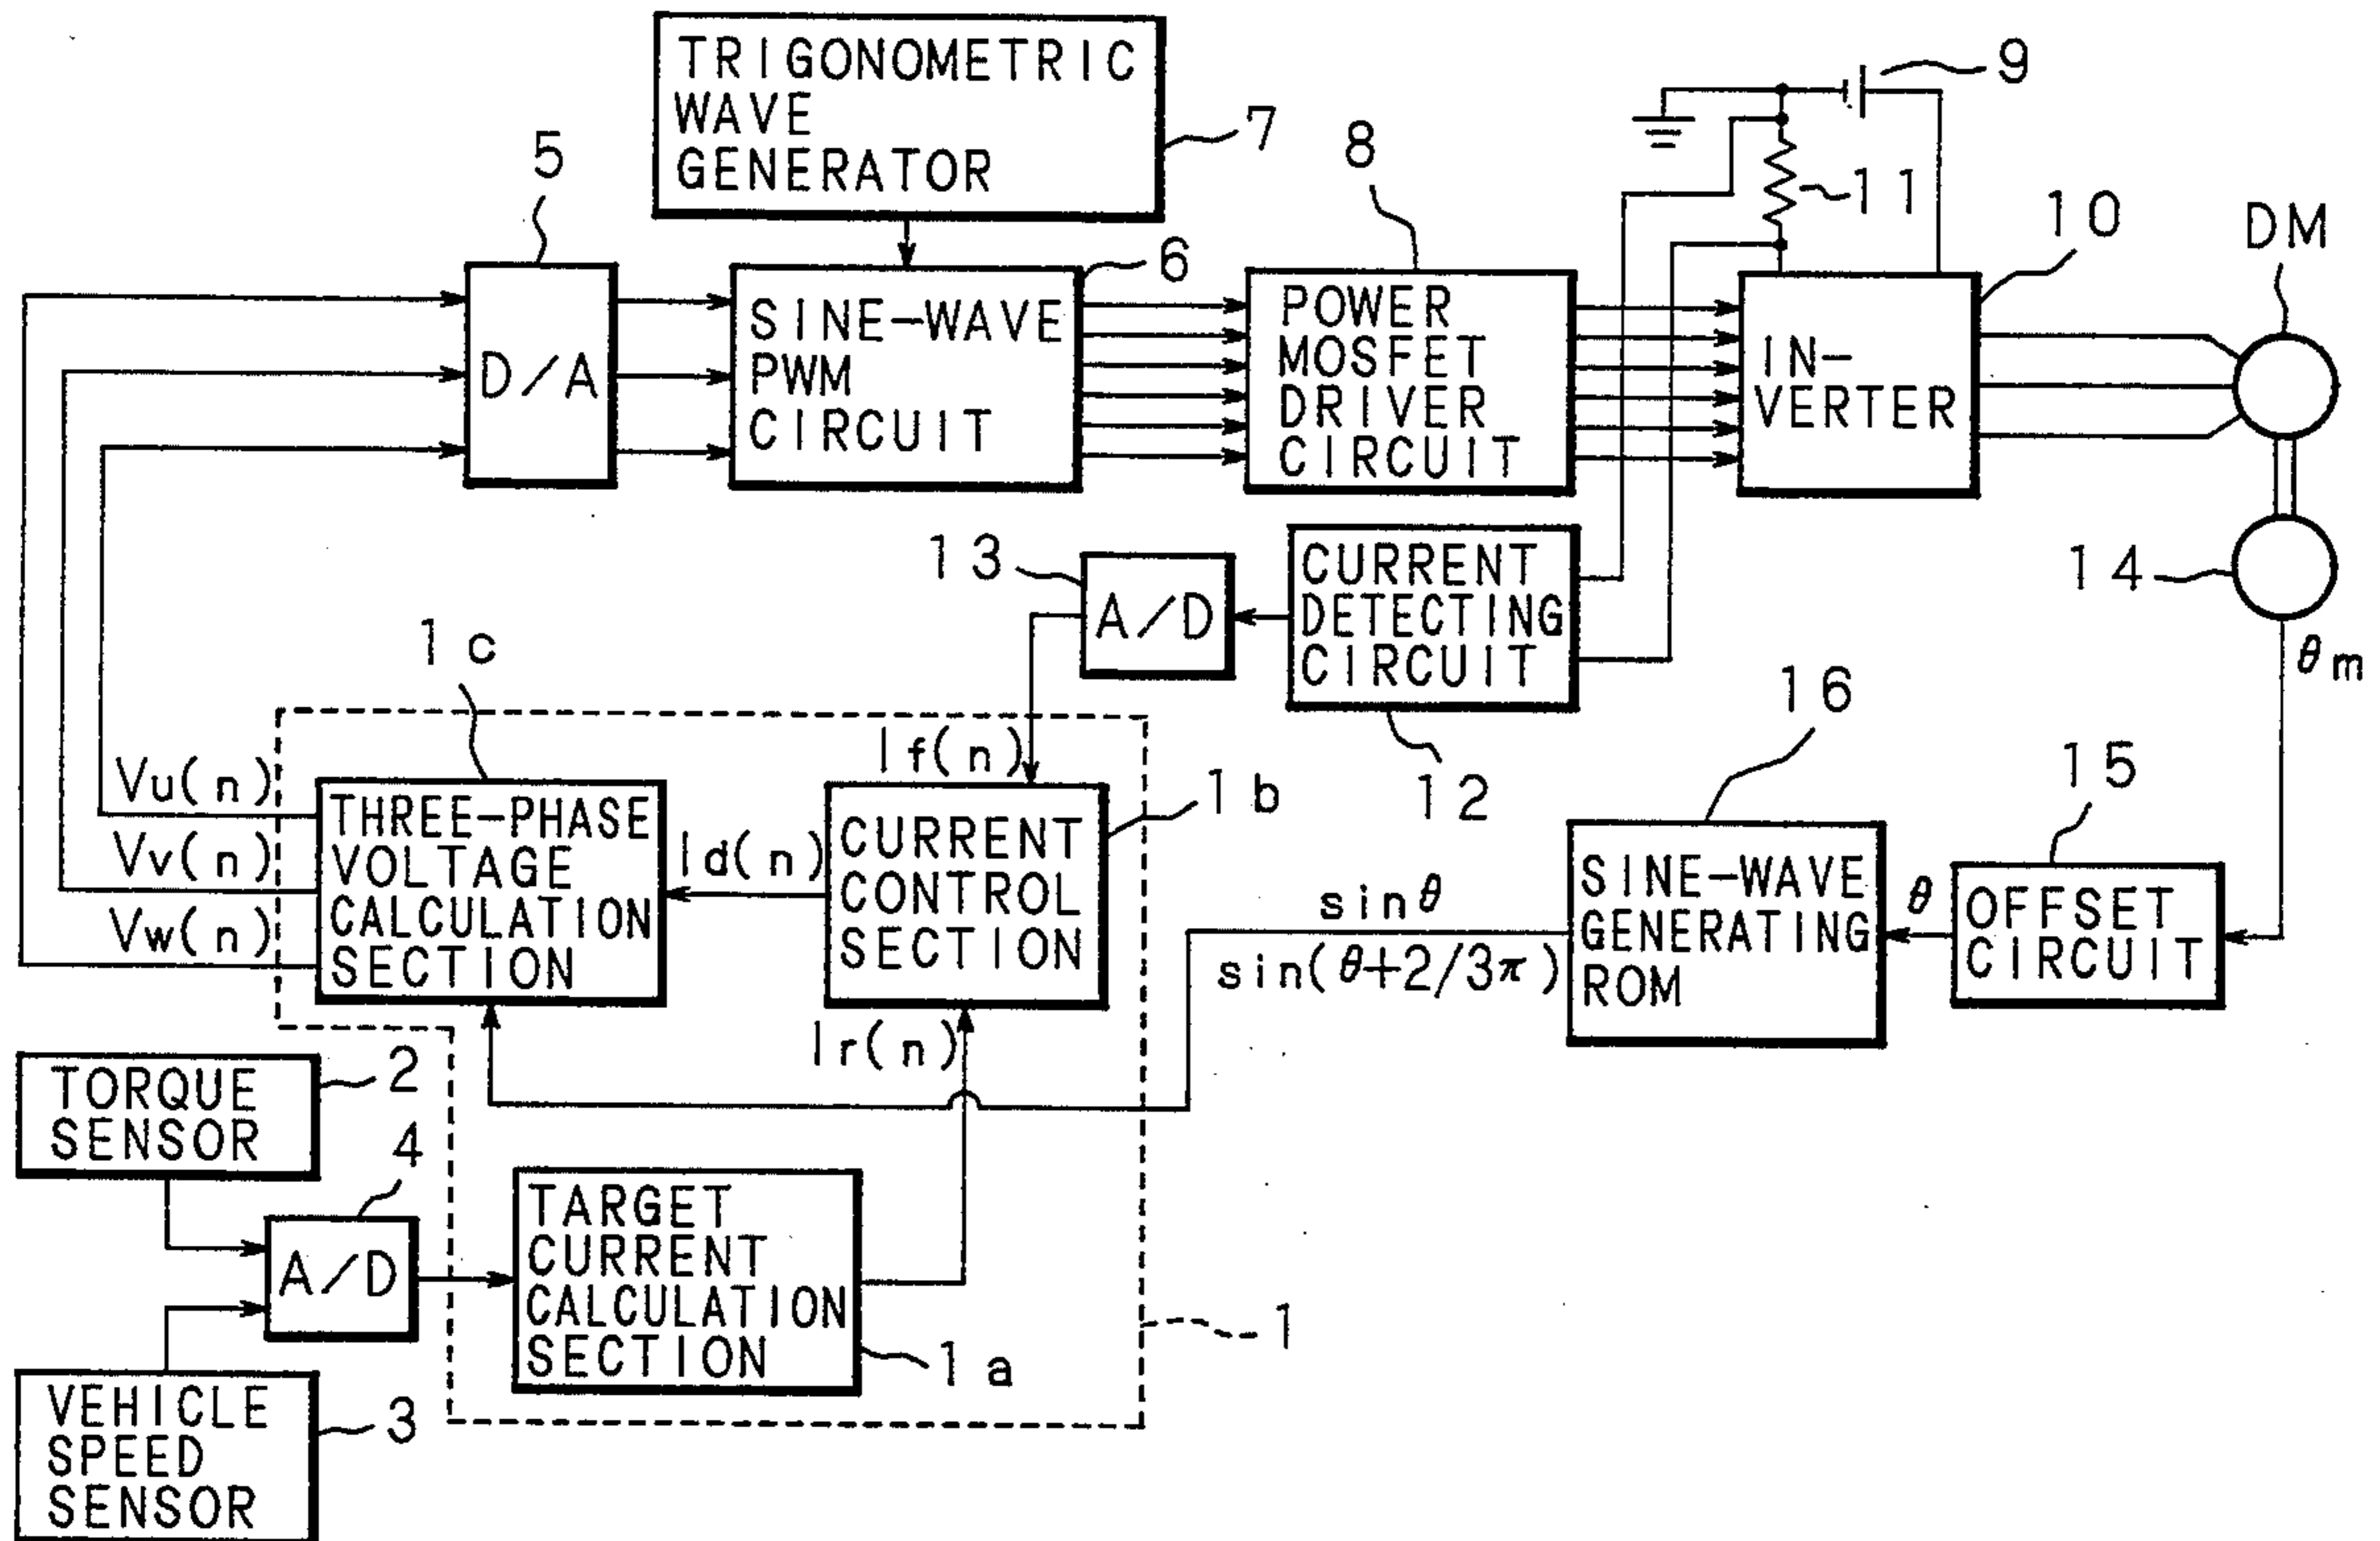 TRIGONOMETRIC
WAVE
GENERATOR
7
9
5
8
11
10
DM
6
D/A
SINE-WAVE
PWM
CIRCUIT
POWER
MOSFET
DRIVER
CIRCUIT
IN-
VERTER
13
A/D
CURRENT
DETECTING
CIRCUIT
12
14
θm
1c
16
15
If(n)
1b
Vu(n)
Vv(n)
Vw(n)
THREE-PHASE
VOLTAGE
CALCULATION
SECTION
Id(n)
CURRENT
CONTROL
SECTION
sinθ
sin(θ+2/3π)
SINE-WAVE
GENERATING
ROM
θ
OFFSET
CIRCUIT
Ir(n)
TORQUE
SENSOR
2
4
A/D
TARGET
CURRENT
CALCULATION
SECTION
1a
1
VEHICLE
SPEED
SENSOR
3